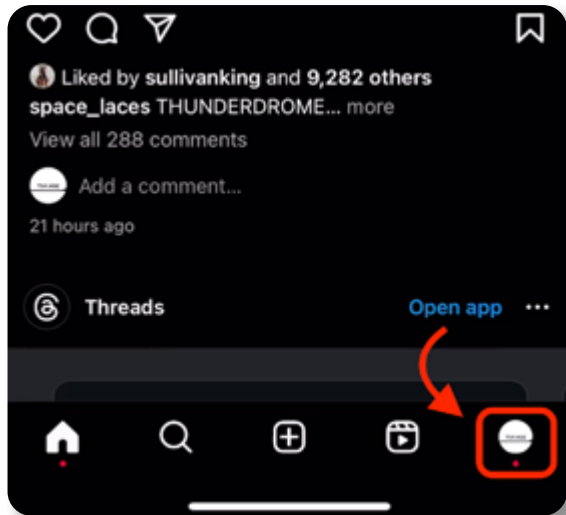 Liked by sullivanking and 9,282 others
space_laces THUNDERDROME... more
View all 288 comments
Add a comment...
21 hours ago
Threads
Open app